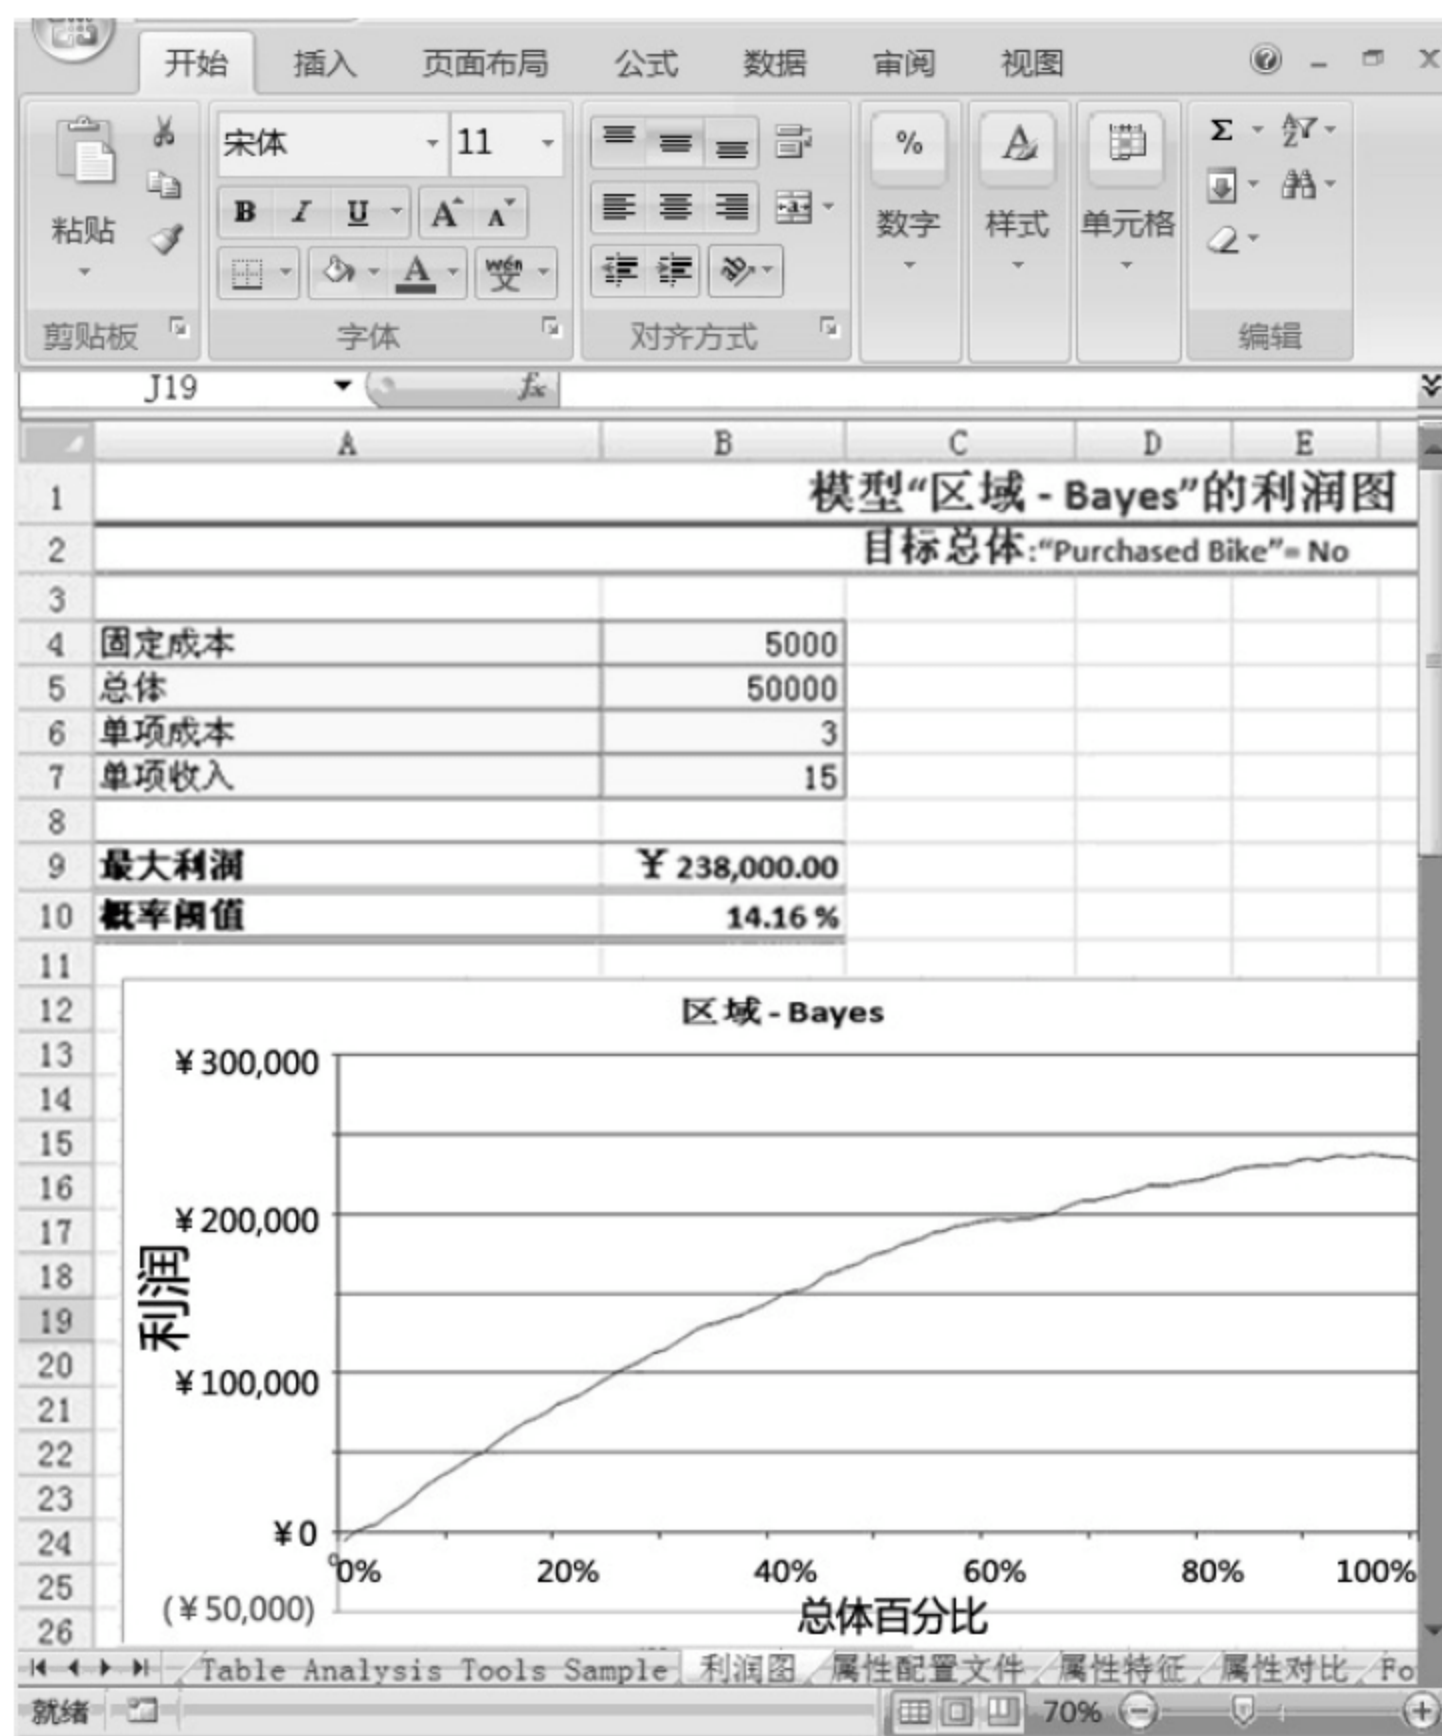 开始 插入 页面布局 公式 数据 审阅 视图
宋体 11
% A
粘贴 B I U A A 数字 样式 单元格
A wén 文 ab
剪贴板 字体 对齐方式 编辑
J19 fx
A B C D E
1 模型“区域 - Bayes”的利润图
2 目标总体:“Purchased Bike”= No
3
4 固定成本 5000
5 总体 50000
6 单项成本 3
7 单项收入 15
8
9 最大利润 ¥ 238,000.00
10 概率阈值 14.16 %
11
12 区域 - Bayes
13 ¥300,000
14
15
16
17 ¥200,000
18
19 利润
20 ¥100,000
21
22
23
24 ¥0
0% 20% 40% 60% 80% 100%
25 (¥50,000)
26 总体百分比
Table Analysis Tools Sample 利润图 属性配置文件 属性特征 属性对比 Fo
就绪 70%